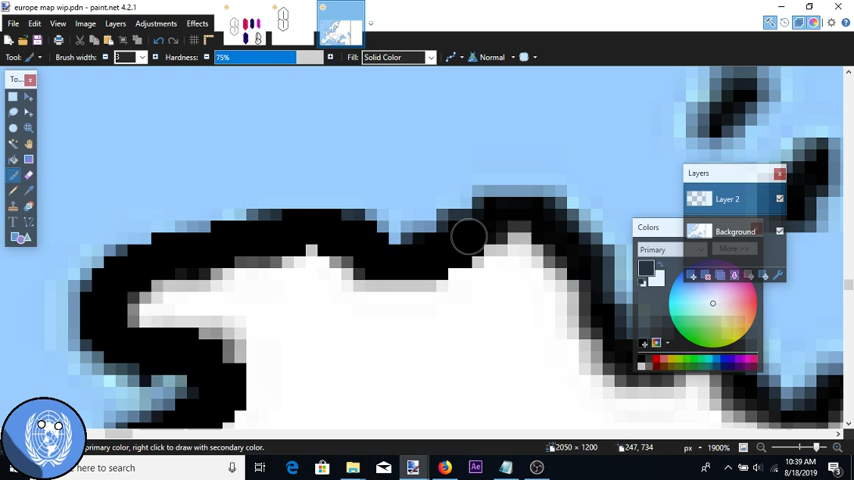 europe map wip.pdn - paint.net 4.2.1
File Edit View Image Layers Adjustments Effects
Tool: Brush width: 3 Hardness: 75% Fill: Solid Color Normal
To...
Layers
Layer 2
Background
Colors
Primary
More >>
primary color, right click to draw with secondary color.
2050 × 1200
247, 734
px
1900%
here to search
Ae
10:39 AM
8/18/2019
3